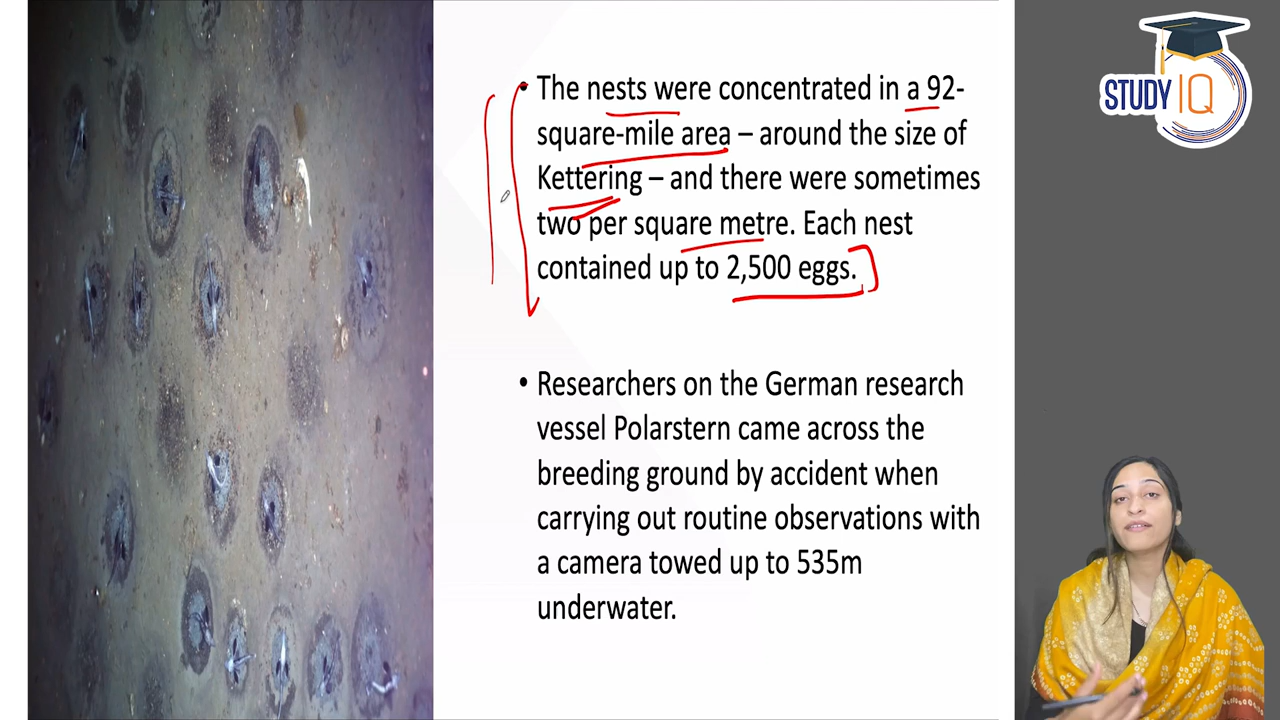 • The nests were concentrated in a 92-
square-mile area – around the size of
Kettering – and there were sometimes
two per square metre. Each nest
contained up to 2,500 eggs.
• Researchers on the German research
vessel Polarstern came across the
breeding ground by accident when
carrying out routine observations with
a camera towed up to 535m
underwater.
STUDY IQ